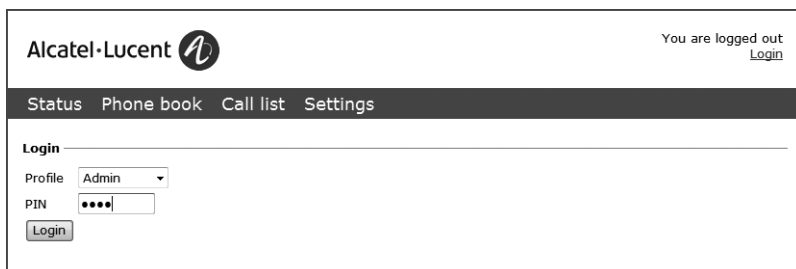 Alcatel·Lucent
You are logged out
Login
Status Phone book Call list Settings
Login
Profile Admin
PIN ••••
Login